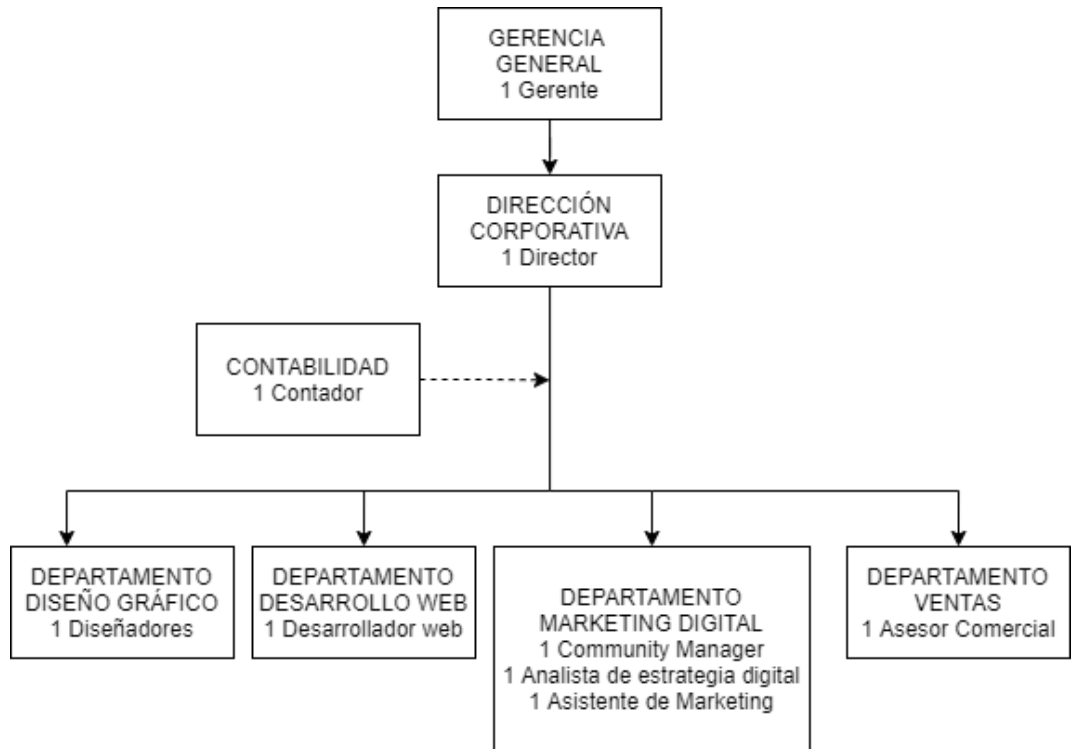 GERENCIA
GENERAL
1 Gerente
DIRECCIÓN
CORPORATIVA
1 Director
CONTABILIDAD
1 Contador
DEPARTAMENTO
DISEÑO GRÁFICO
1 Diseñadores
DEPARTAMENTO
DESARROLLO WEB
1 Desarrollador web
DEPARTAMENTO
MARKETING DIGITAL
1 Community Manager
1 Analista de estrategia digital
1 Asistente de Marketing
DEPARTAMENTO
VENTAS
1 Asesor Comercial